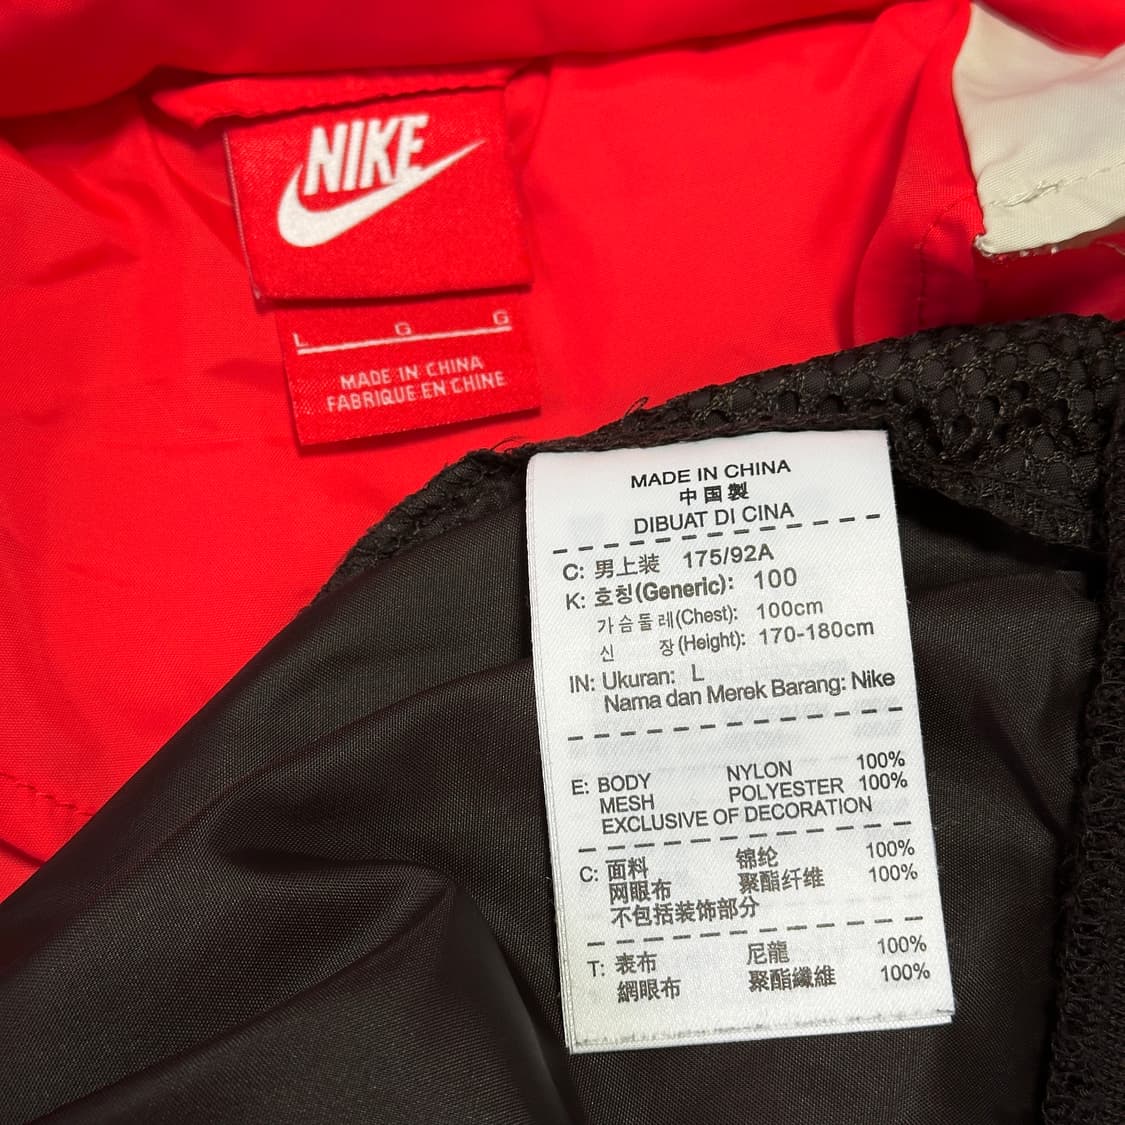 NIKE
L G G
MADE IN CHINA
FABRIQUE EN CHINE
MADE IN CHINA
中国製
DIBUAT DI CINA
C: 男上装 175/92A
K: 호칭(Generic): 100
가슴둘레(Chest): 100cm
신 장(Height): 170-180cm
IN: Ukuran: L
Nama dan Merek Barang: Nike
E: BODY NYLON 100%
MESH POLYESTER 100%
EXCLUSIVE OF DECORATION
C: 面料 锦纶 100%
网眼布 聚酯纤维 100%
不包括装饰部分
T: 表布 尼龍 100%
網眼布 聚酯纖維 100%